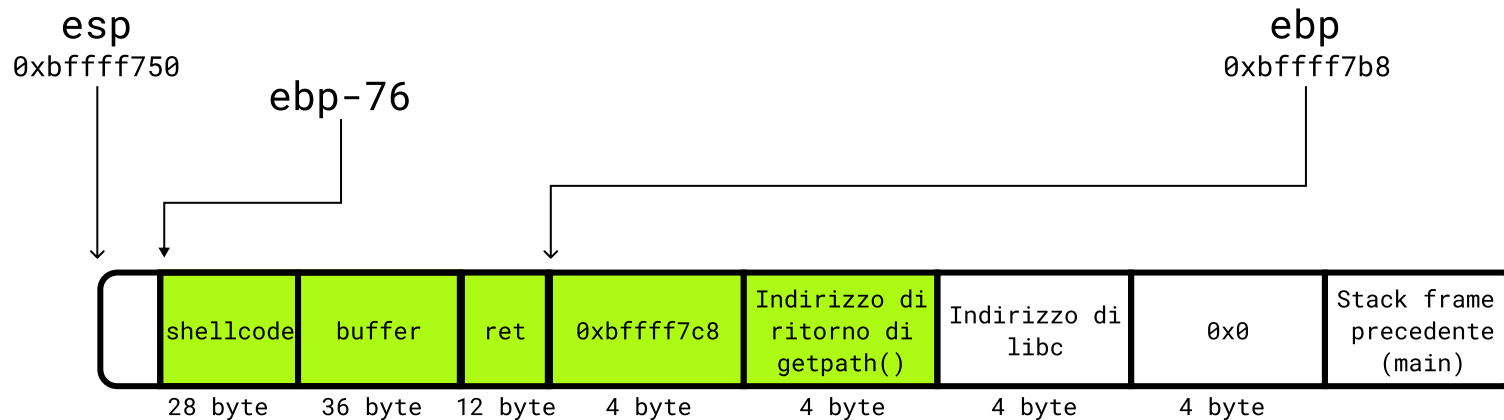 esp
0xbffff750
ebp-76
ebp
0xbffff7b8
shellcode
buffer
ret
0xbffff7c8
Indirizzo di
ritorno di
getpath()
Indirizzo di
libc
0x0
Stack frame
precedente
(main)
28 byte
36 byte
12 byte
4 byte
4 byte
4 byte
4 byte